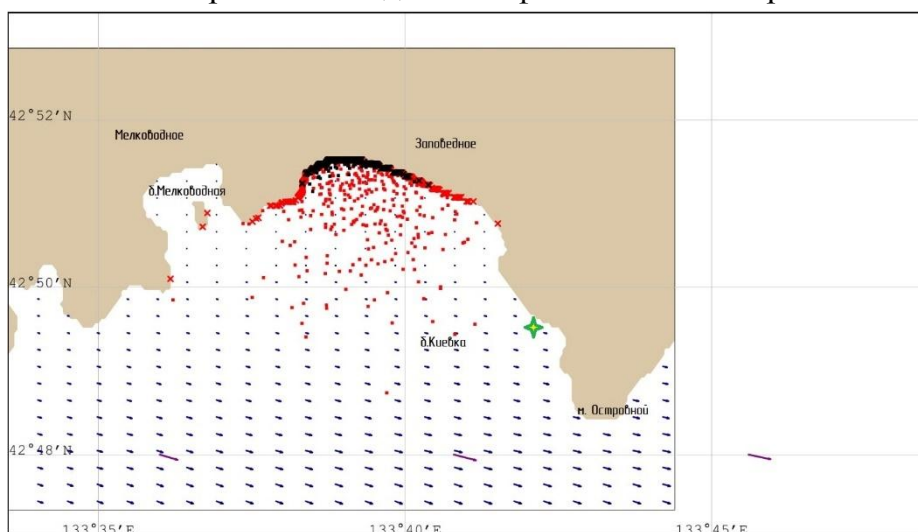 42°52'N
Мелководное
Заповедное
б.Мелководная
42°50'N
б.Киевка
м. Островной
42°48'N
133°35'E
133°40'E
133°45'E